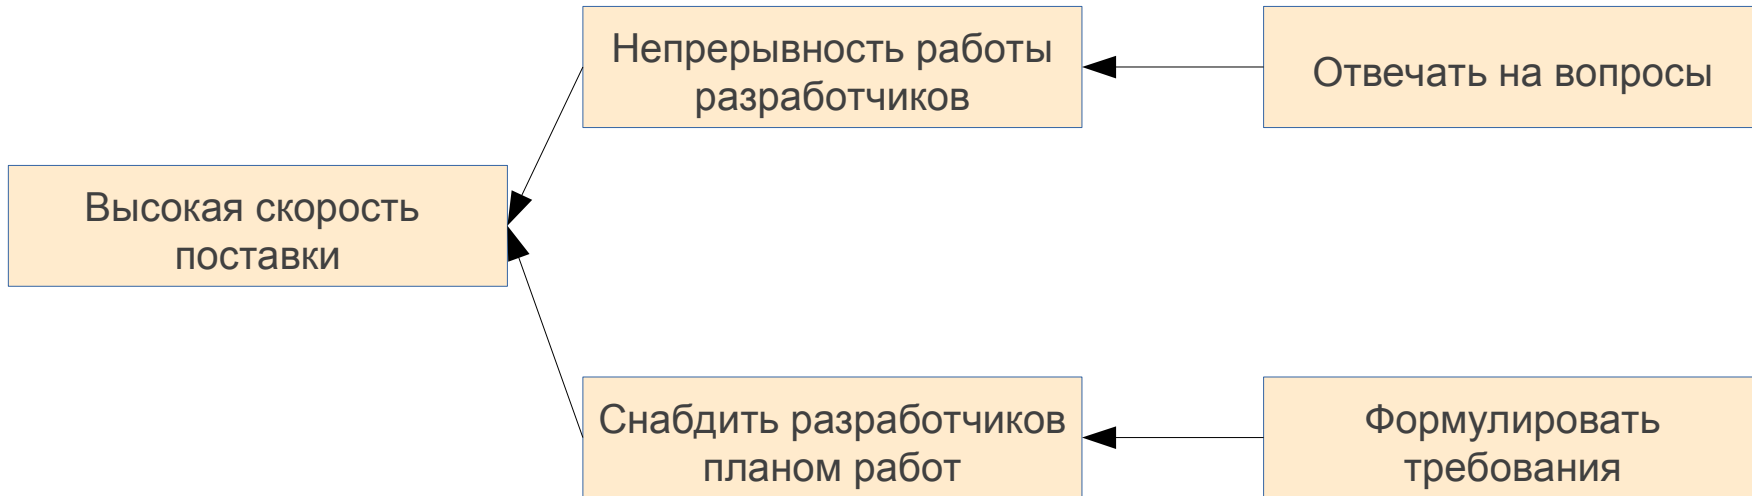 Непрерывность работы
разработчиков
Отвечать на вопросы
Высокая скорость
поставки
Снабдить разработчиков
планом работ
Формулировать
требования